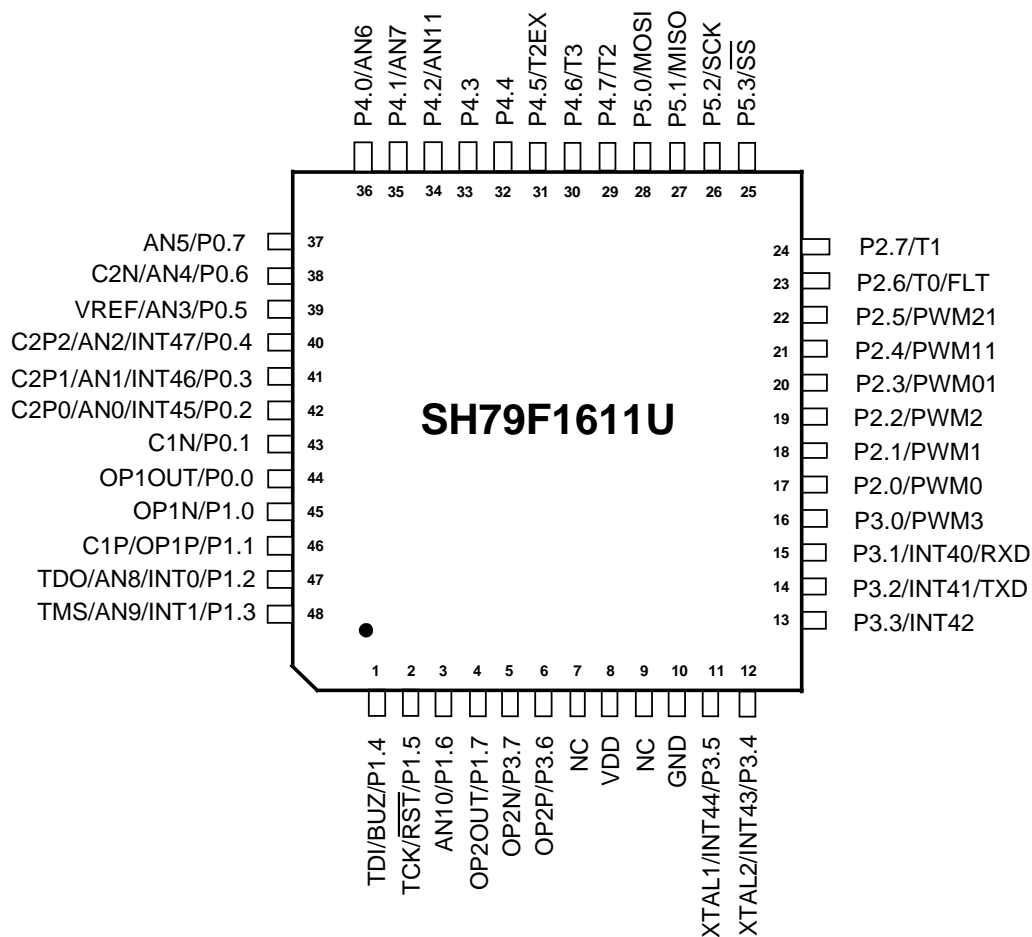 P4.0/AN6
P4.1/AN7
P4.2/AN11
P4.3
P4.4
P4.5/T2EX
P4.6/T3
P4.7/T2
P5.0/MOSI
P5.1/MISO
P5.2/SCK
P5.3/SS
36 35 34 33 32 31 30 29 28 27 26 25
AN5/P0.7 37
C2N/AN4/P0.6 38
VREF/AN3/P0.5 39
C2P2/AN2/INT47/P0.4 40
C2P1/AN1/INT46/P0.3 41
C2P0/AN0/INT45/P0.2 42
C1N/P0.1 43
OP1OUT/P0.0 44
OP1N/P1.0 45
C1P/OP1P/P1.1 46
TDO/AN8/INT0/P1.2 47
TMS/AN9/INT1/P1.3 48
SH79F1611U
24 P2.7/T1
23 P2.6/T0/FLT
22 P2.5/PWM21
21 P2.4/PWM11
20 P2.3/PWM01
19 P2.2/PWM2
18 P2.1/PWM1
17 P2.0/PWM0
16 P3.0/PWM3
15 P3.1/INT40/RXD
14 P3.2/INT41/TXD
13 P3.3/INT42
1 2 3 4 5 6 7 8 9 10 11 12
TDI/BUZ/P1.4
TCK/RST/P1.5
AN10/P1.6
OP2OUT/P1.7
OP2N/P3.7
OP2P/P3.6
NC
VDD
NC
GND
XTAL1/INT44/P3.5
XTAL2/INT43/P3.4